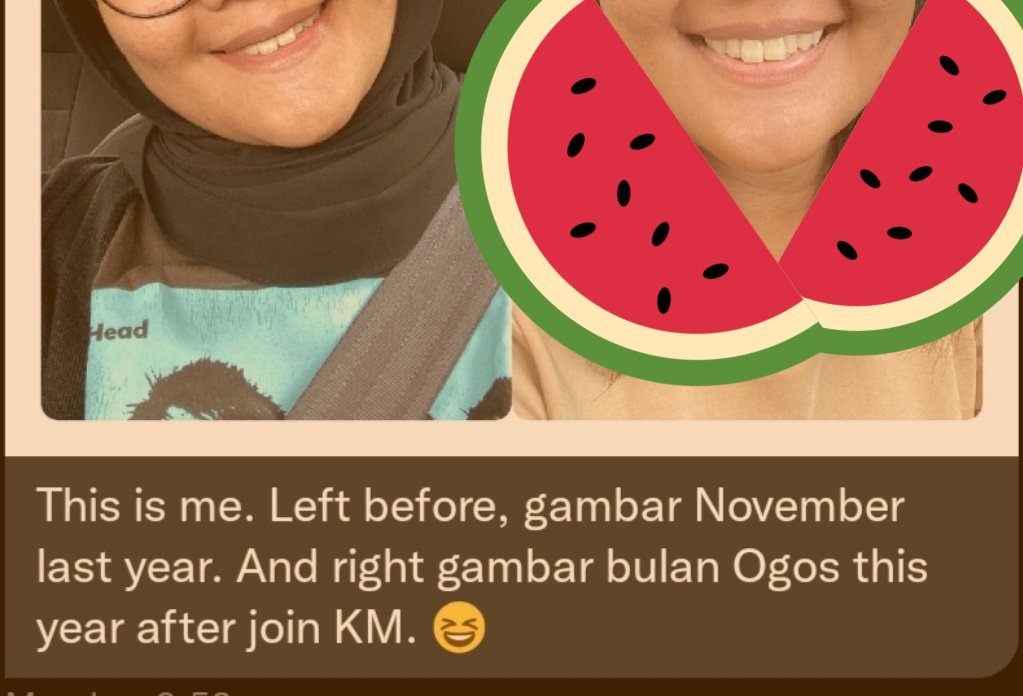 Head
This is me. Left before, gambar November
last year. And right gambar bulan Ogos this
year after join KM. 😆